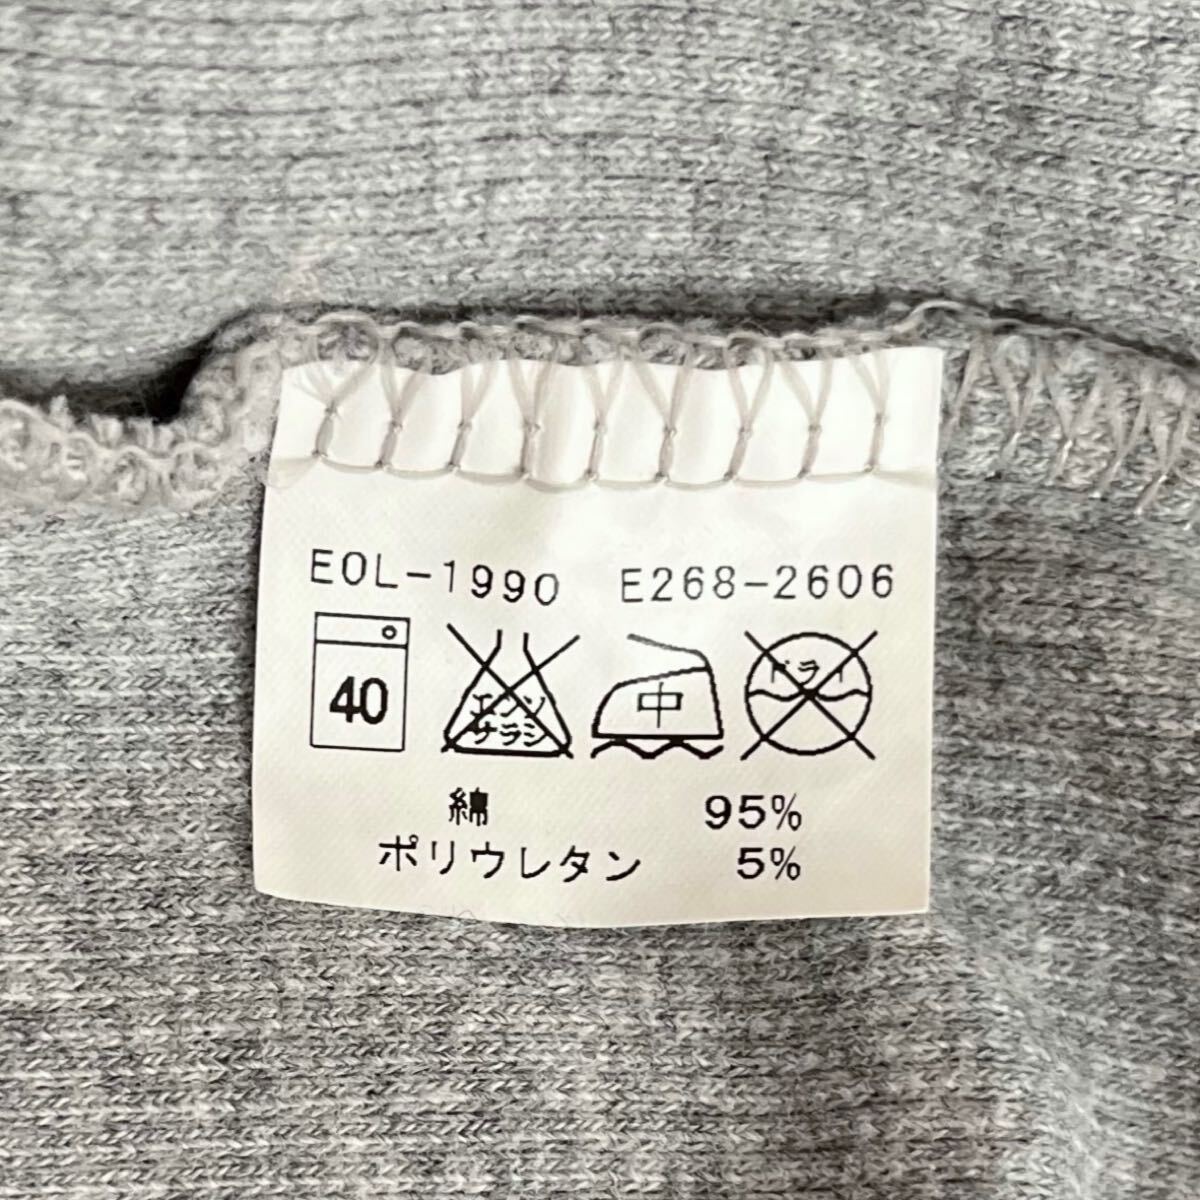 EOL-1990 E268-2606
40 エンソ サラシ 中 ドライ
綿 95%
ポリウレタン 5%